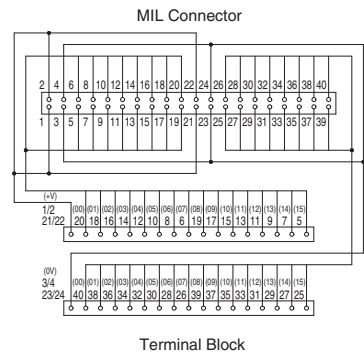 MIL Connector
2 4 6 8 10 12 14 16 18 20 22 24 26 28 30 32 34 36 38 40
1 3 5 7 9 11 13 15 17 19 21 23 25 27 29 31 33 35 37 39
(+V) (00) (01) (02) (03) (04) (05) (06) (07) (08) (09) (10) (11) (12) (13) (14) (15)
1/2
21/22 20 18 16 14 12 10 8 6 19 17 15 13 11 9 7 5
(0V) (00) (01) (02) (03) (04) (05) (06) (07) (08) (09) (10) (11) (12) (13) (14) (15)
3/4
23/24 40 38 36 34 32 30 28 26 39 37 35 33 31 29 27 25
Terminal Block